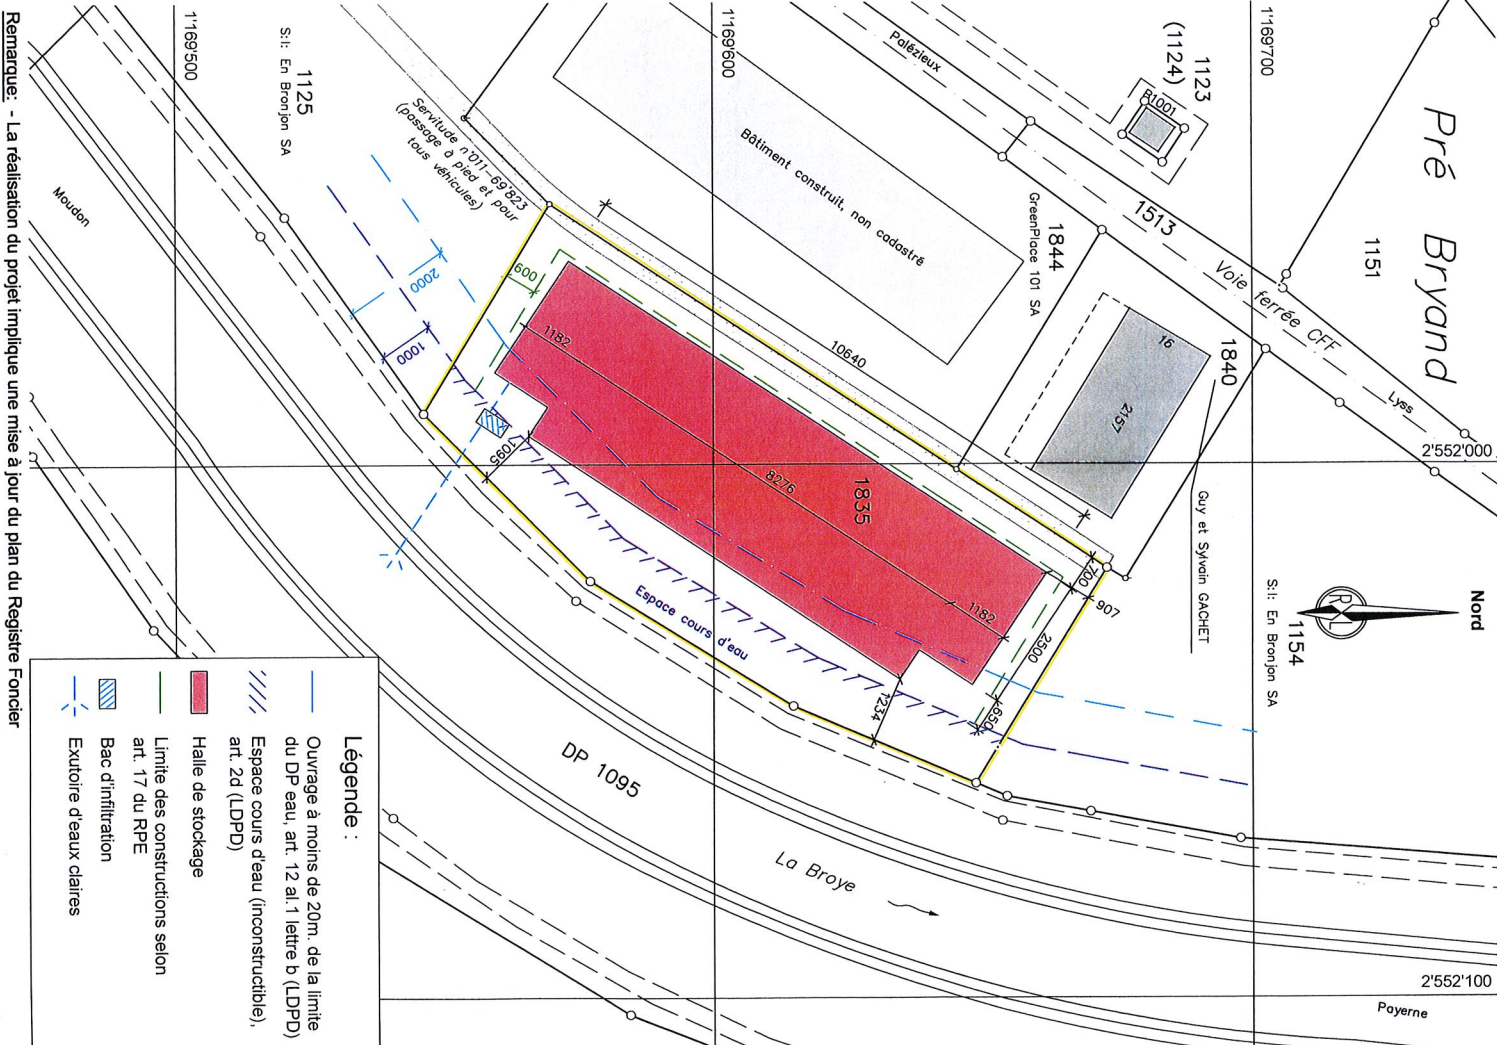 Pré Bryand
Nord
2'552'000
2'552'100
1'169'700
1'169'600
1'169'500
1123
(1124)
B1001
1151
1513
Palézieux
Voie ferrée CFF
Lyss
1844
GreenPlace 101 SA
1840
16
2157
Guy et Sylvain GACHET
1154
S:I: En Bronjon SA
Bâtiment construit, non cadastré
1125
S:I: En Bronjon SA
Servitude n°011-69'823
(passage à pied et pour
tous véhicules)
Moudon
600
2000
1000
1182
10640
8276
1835
1182
700
907
2500
650
1234
1095
Espace cours d'eau
DP 1095
La Broye
Payerne
Légende :
Ouvrage à moins de 20m. de la limite
du DP eau, art. 12 al.1 lettre b (LDPD)
Espace cours d'eau (inconstructible),
art. 2d (LDPD)
Halle de stockage
Limite des constructions selon
art. 17 du RPE
Bac d'infiltration
Exutoire d'eaux claires
Remarque: - La réalisation du projet implique une mise à jour du plan du Registre Foncier